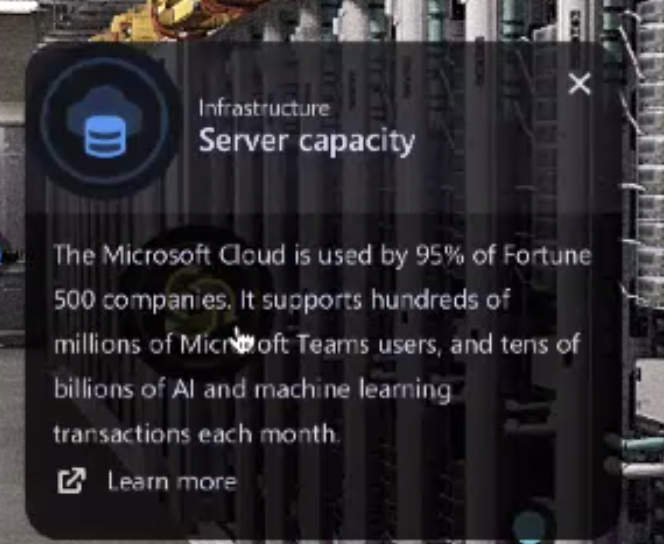 Infrastructure
Server capacity
The Microsoft Cloud is used by 95% of Fortune
500 companies. It supports hundreds of
millions of Microsoft Teams users, and tens of
billions of AI and machine learning
transactions each month.
Learn more